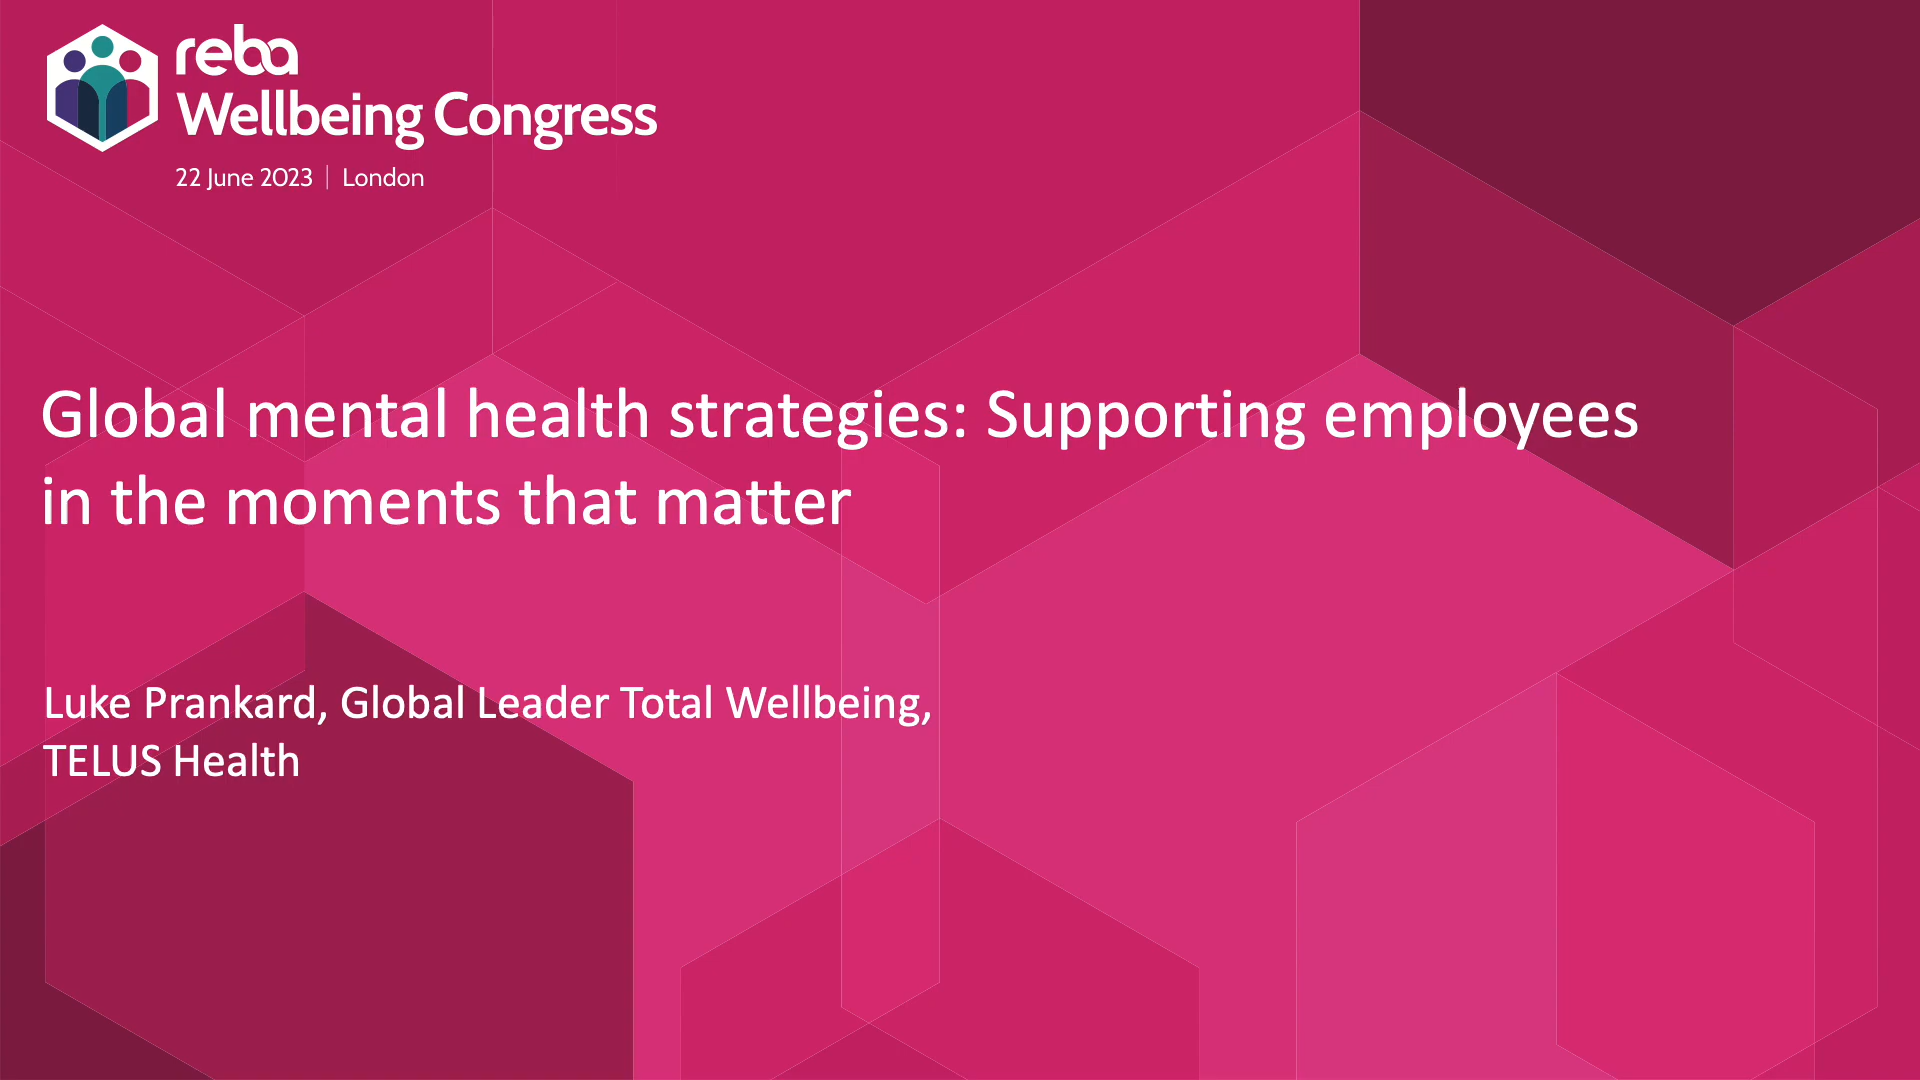 reba
Wellbeing Congress
22 June 2023 | London
Global mental health strategies: Supporting employees
in the moments that matter
Luke Prankard, Global Leader Total Wellbeing,
TELUS Health